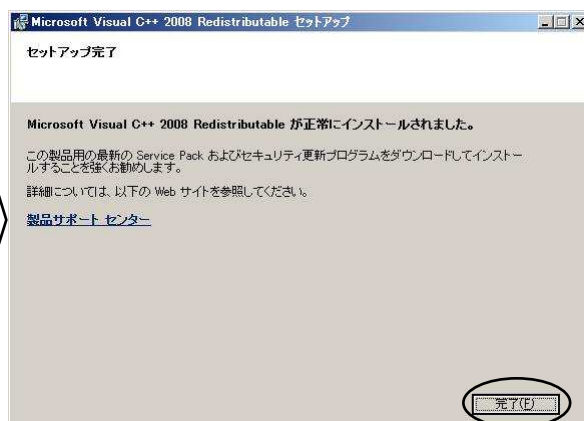 Microsoft Visual C++ 2008 Redistributable セットアップ
セットアップ完了
Microsoft Visual C++ 2008 Redistributable が正常にインストールされました。
この製品用の最新の Service Pack およびセキュリティ更新プログラムをダウンロードしてインストー
ルすることを強くお勧めします。
詳細については、以下の Web サイトを参照してください。
製品サポート センター
完了(F)